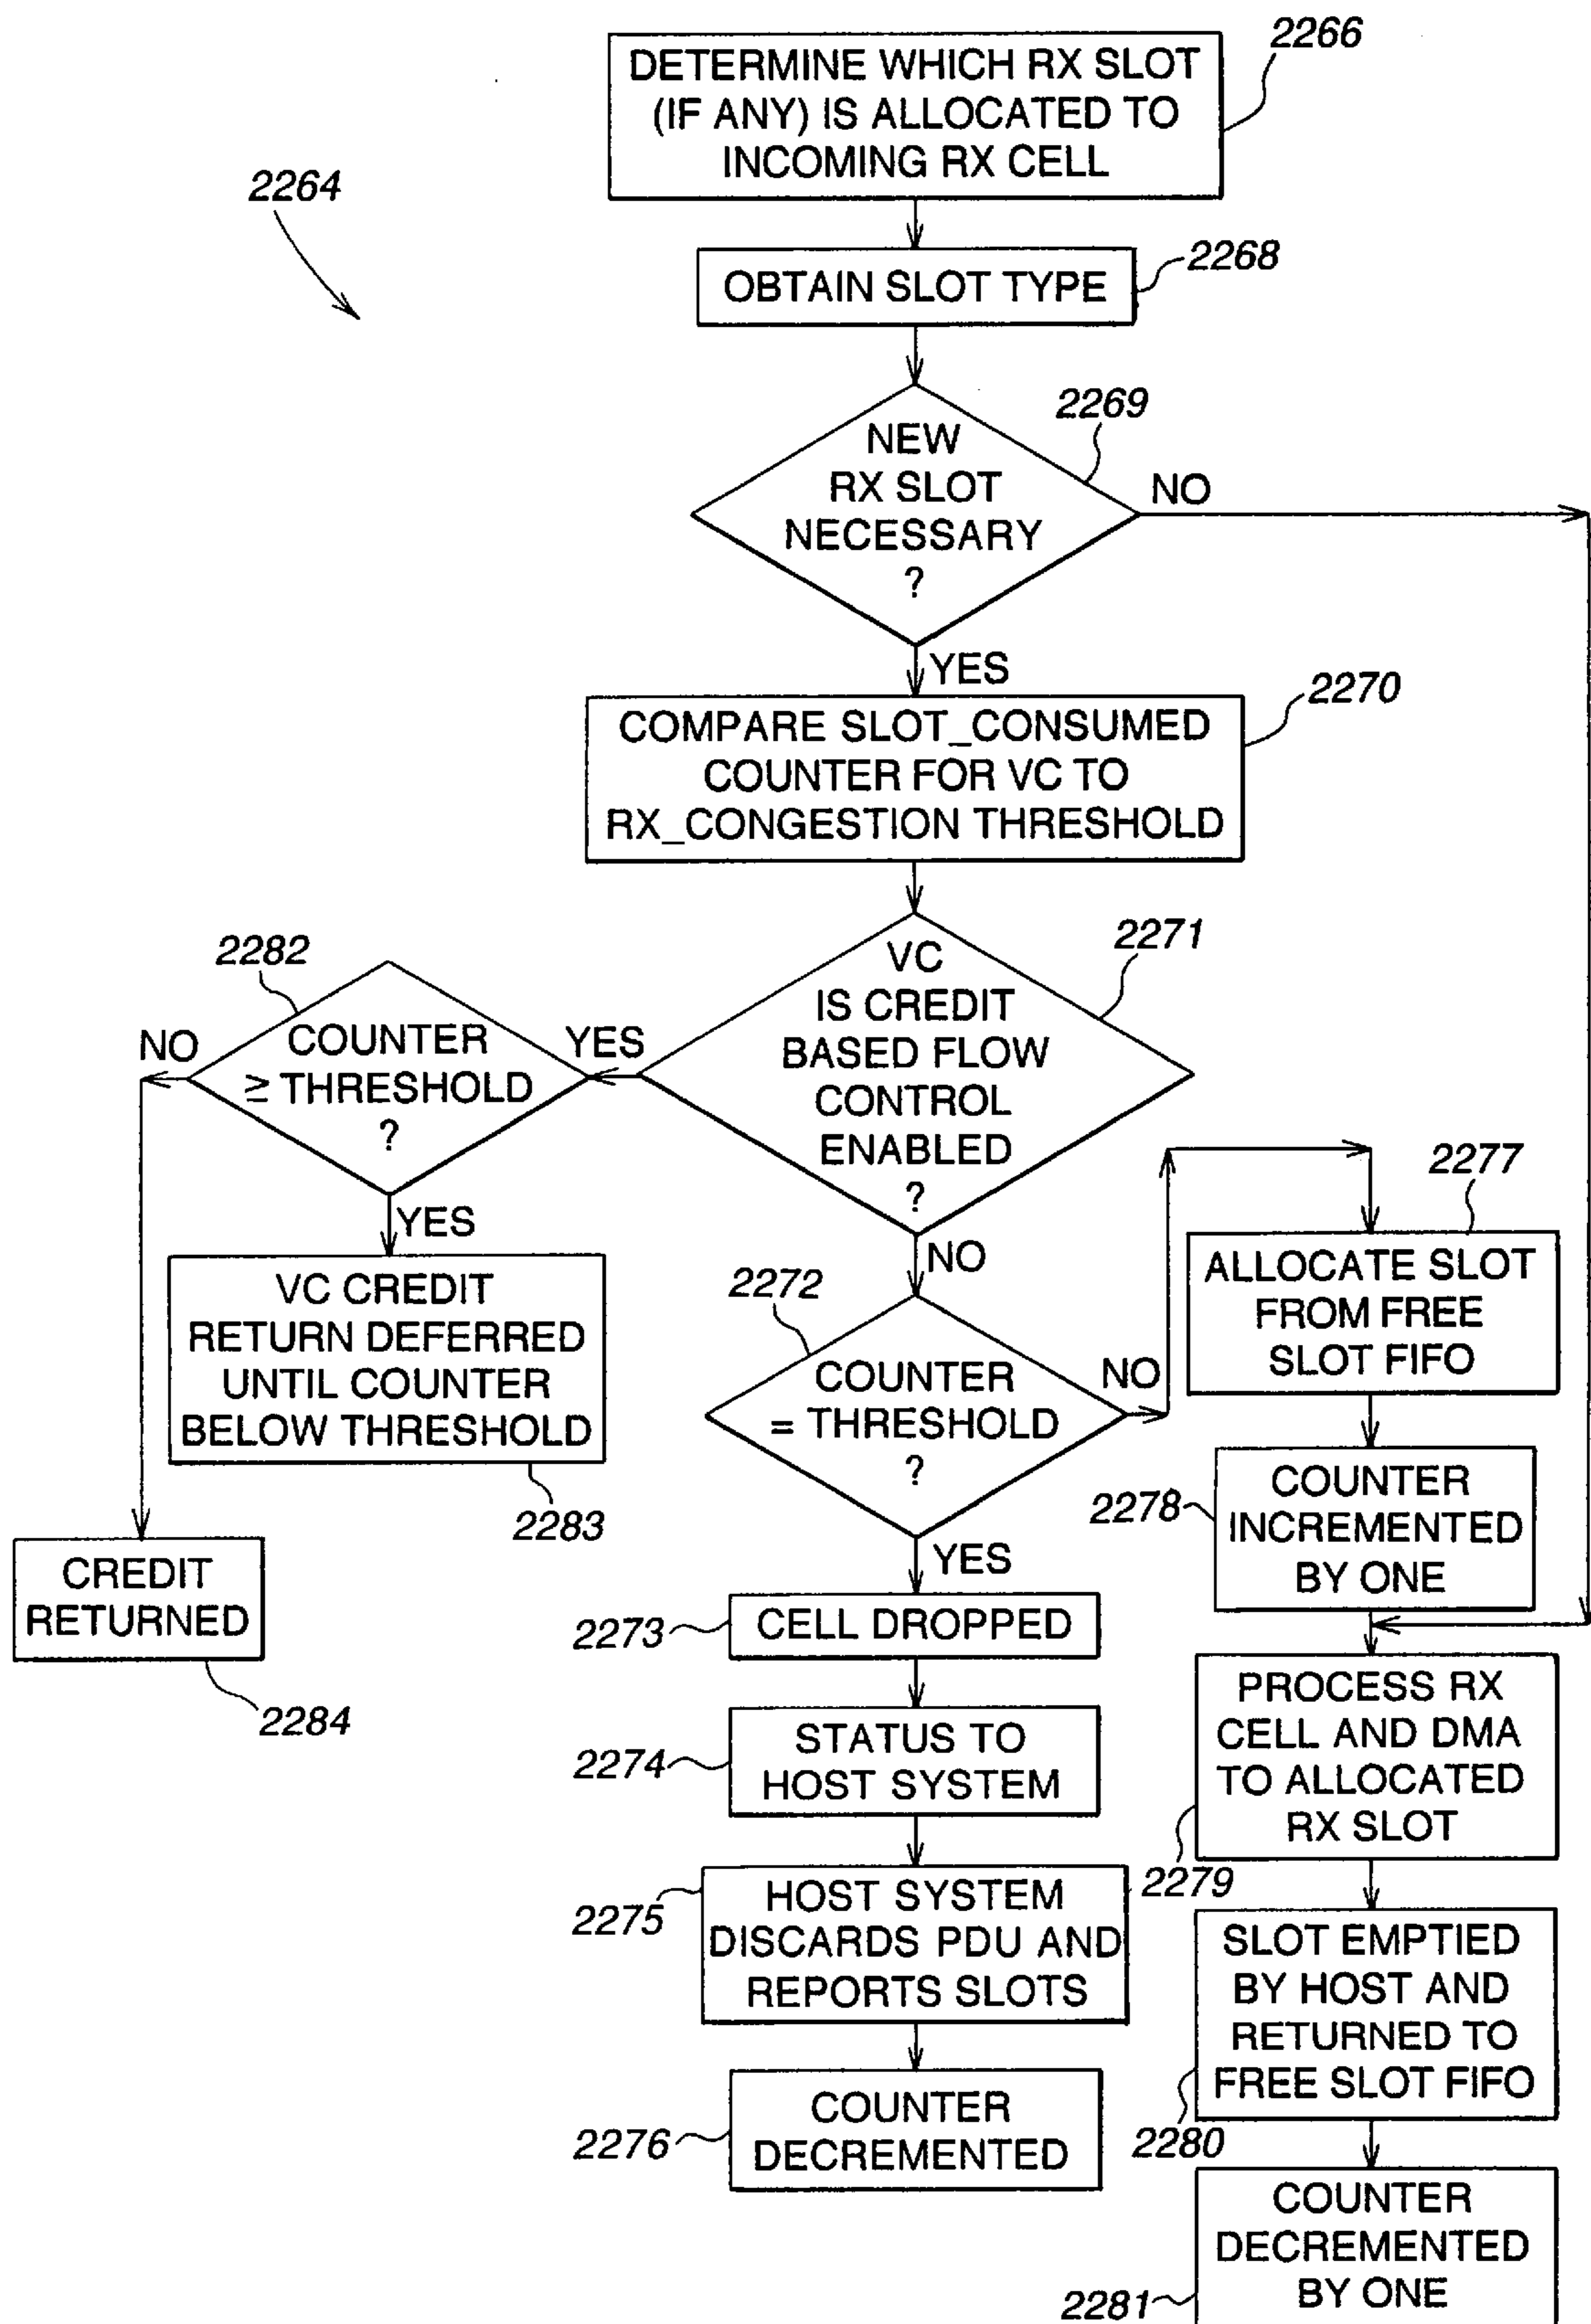 2266
DETERMINE WHICH RX SLOT
(IF ANY) IS ALLOCATED TO
INCOMING RX CELL
2264
2268
OBTAIN SLOT TYPE
2269
NEW
RX SLOT
NECESSARY
?
NO
YES
2270
COMPARE SLOT_CONSUMED
COUNTER FOR VC TO
RX_CONGESTION THRESHOLD
2271
VC
IS CREDIT
BASED FLOW
CONTROL
ENABLED
?
YES
NO
2282
COUNTER
≥ THRESHOLD
?
NO
YES
VC CREDIT
RETURN DEFERRED
UNTIL COUNTER
BELOW THRESHOLD
2283
CREDIT
RETURNED
2284
2272
COUNTER
= THRESHOLD
?
NO
YES
2273
CELL DROPPED
2274
STATUS TO
HOST SYSTEM
2275
HOST SYSTEM
DISCARDS PDU AND
REPORTS SLOTS
2276
COUNTER
DECREMENTED
2277
ALLOCATE SLOT
FROM FREE
SLOT FIFO
2278
COUNTER
INCREMENTED
BY ONE
PROCESS RX
CELL AND DMA
TO ALLOCATED
RX SLOT
2279
SLOT EMPTIED
BY HOST AND
RETURNED TO
FREE SLOT FIFO
2280
COUNTER
DECREMENTED
BY ONE
2281